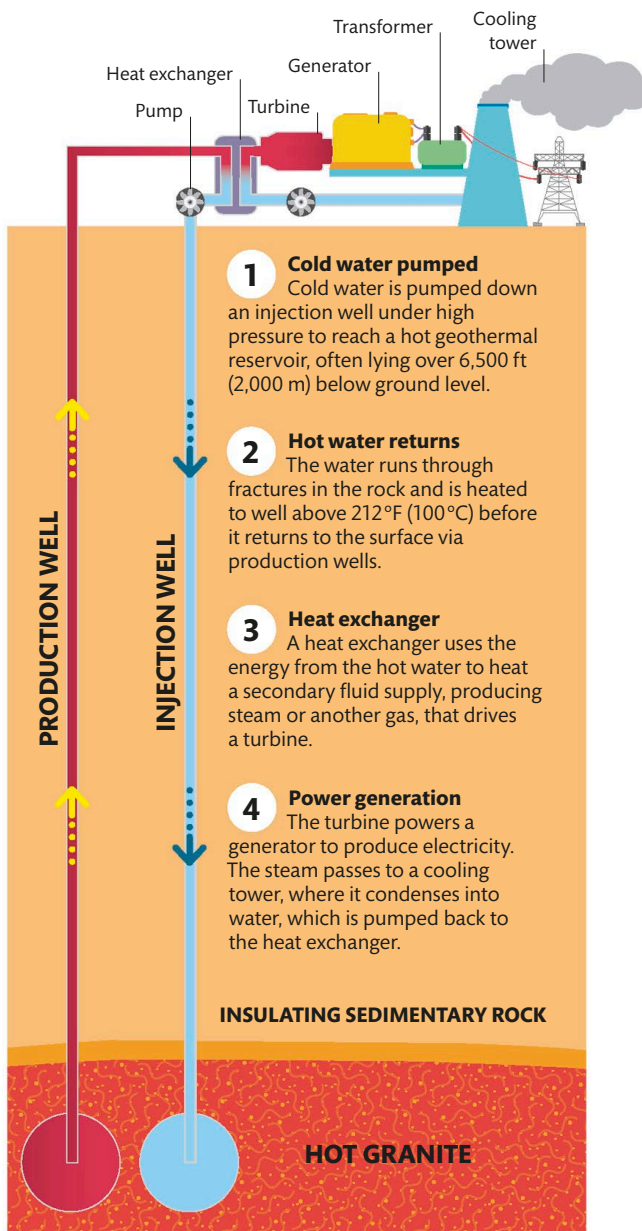 Cooling
tower
Transformer
Generator
Heat exchanger
Turbine
Pump
1
Cold water pumped
Cold water is pumped down
an injection well under high
pressure to reach a hot geothermal
reservoir, often lying over 6,500 ft
(2,000 m) below ground level.
2
Hot water returns
The water runs through
fractures in the rock and is heated
to well above 212°F (100°C) before
it returns to the surface via
production wells.
PRODUCTION WELL
INJECTION WELL
3
Heat exchanger
A heat exchanger uses the
energy from the hot water to heat
a secondary fluid supply, producing
steam or another gas, that drives
a turbine.
4
Power generation
The turbine powers a
generator to produce electricity.
The steam passes to a cooling
tower, where it condenses into
water, which is pumped back to
the heat exchanger.
INSULATING SEDIMENTARY ROCK
HOT GRANITE